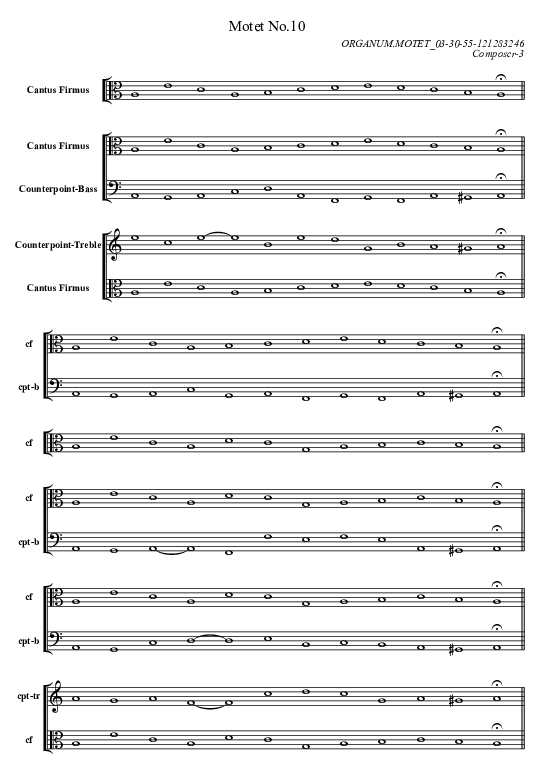 Motet No.10
ORGANUM.MOTET_03-30-55-121283246
Composer-3
Cantus Firmus
Cantus Firmus
Counterpoint-Bass
Counterpoint-Treble
Cantus Firmus
cf
cpt-b
cf
cf
cpt-b
cf
cpt-b
cpt-tr
cf